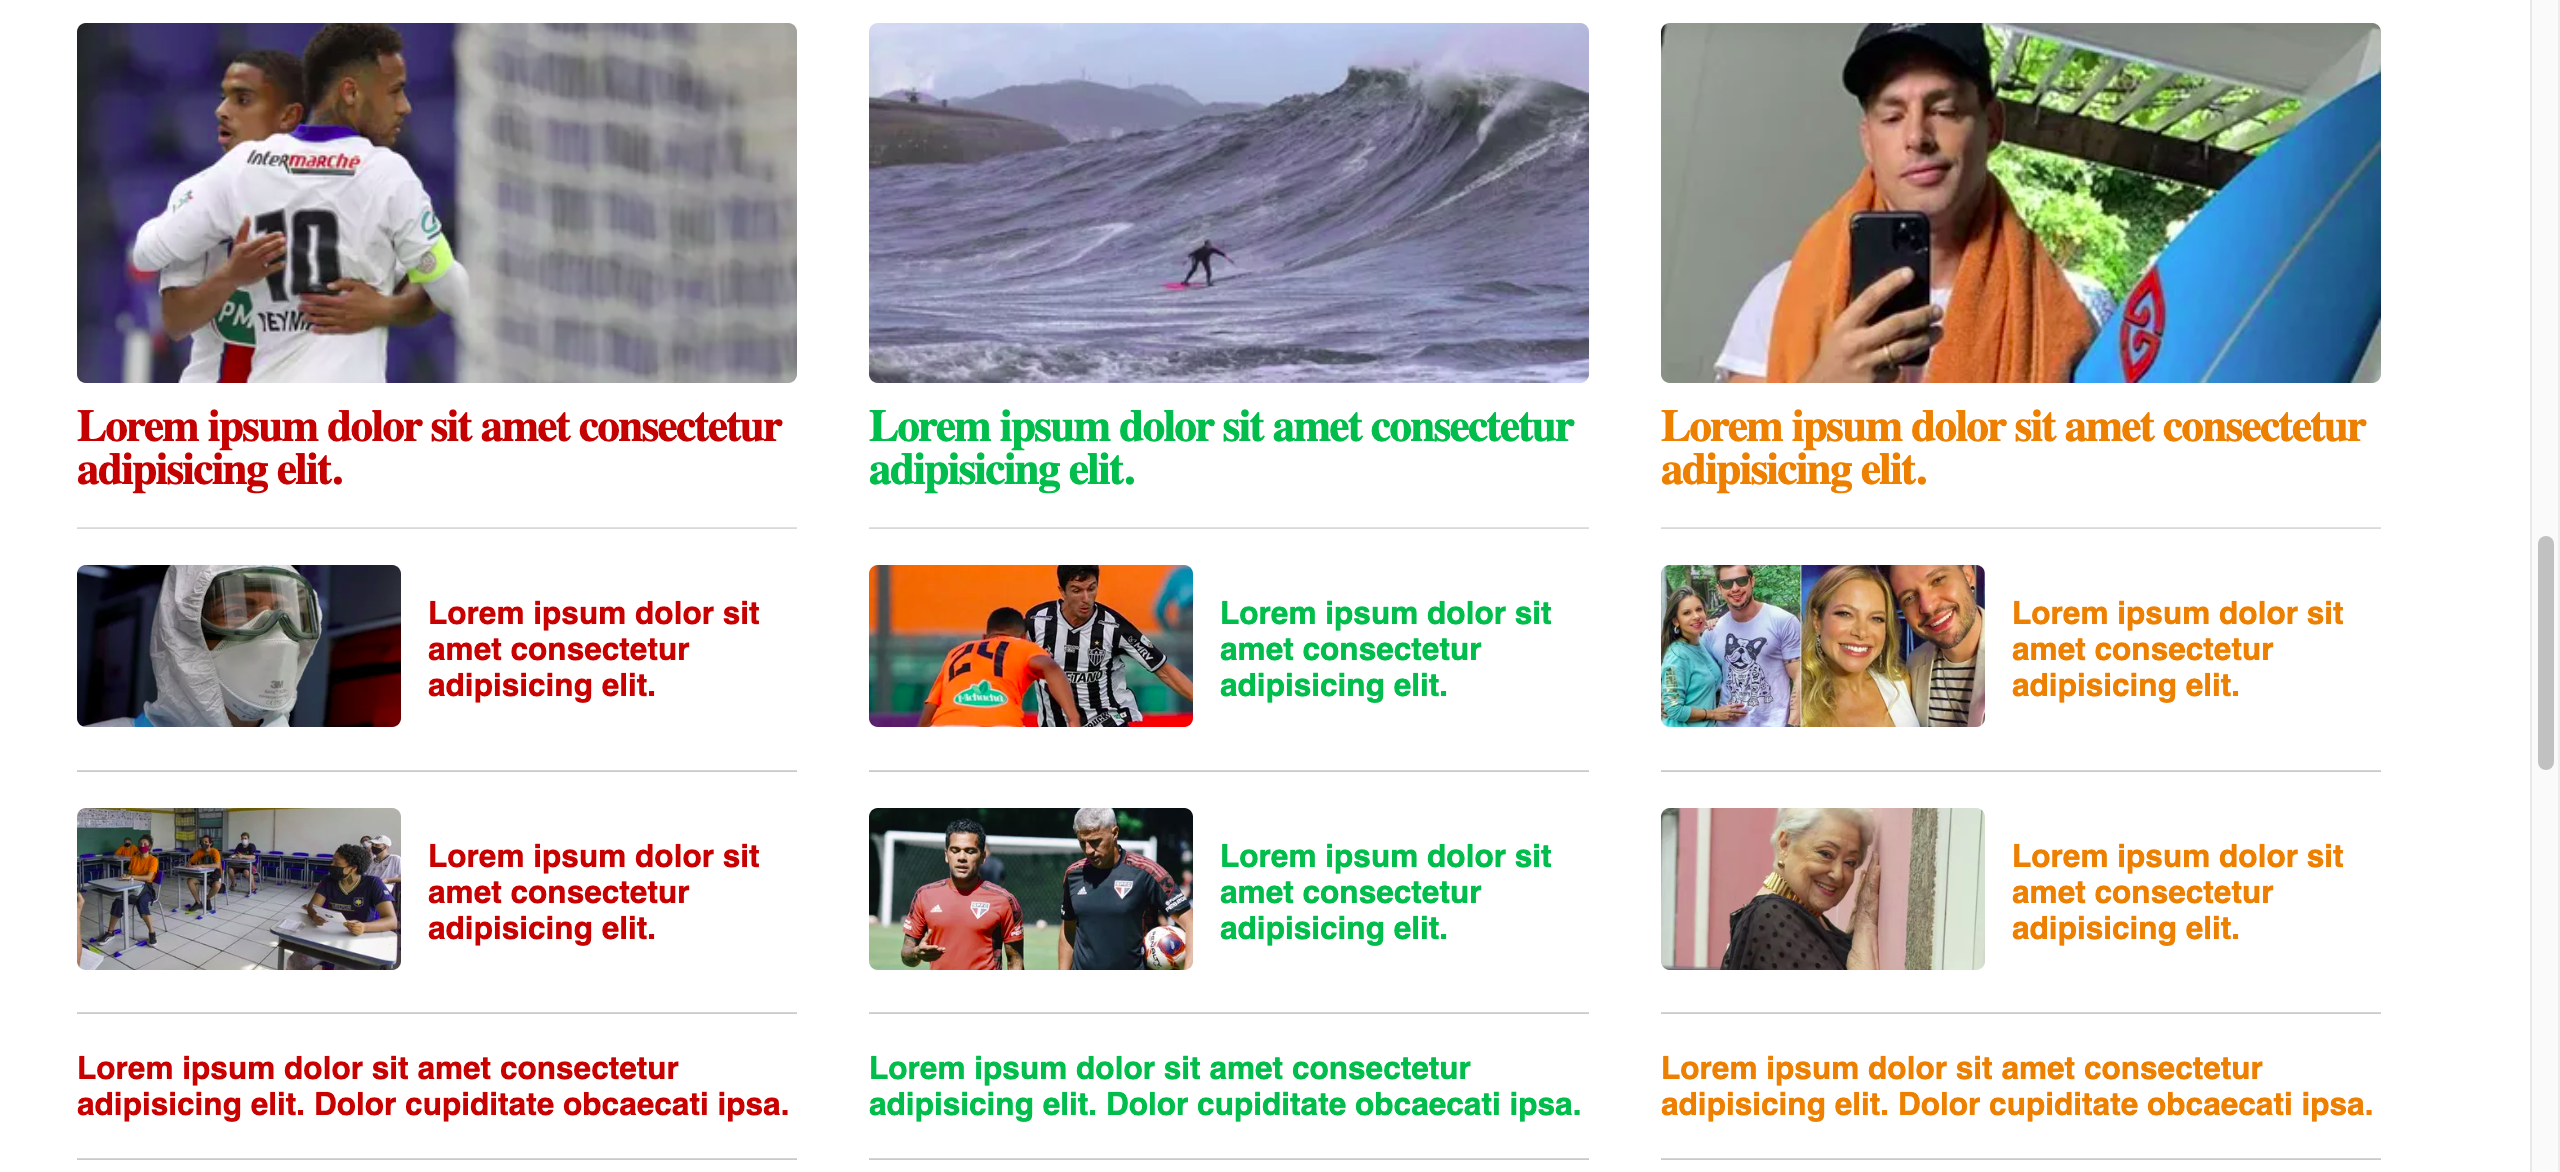 InteRmaRché
10
PM
Lorem ipsum dolor sit amet consectetur
adipisicing elit.
3M
Lorem ipsum dolor sit
amet consectetur
adipisicing elit.
Lorem ipsum dolor sit
amet consectetur
adipisicing elit.
Lorem ipsum dolor sit amet consectetur
adipisicing elit. Dolor cupiditate obcaecati ipsa.
Lorem ipsum dolor sit amet consectetur
adipisicing elit.
24
MRV
Lorem ipsum dolor sit
amet consectetur
adipisicing elit.
Lorem ipsum dolor sit
amet consectetur
adipisicing elit.
Lorem ipsum dolor sit amet consectetur
adipisicing elit. Dolor cupiditate obcaecati ipsa.
Lorem ipsum dolor sit amet consectetur
adipisicing elit.
Lorem ipsum dolor sit
amet consectetur
adipisicing elit.
Lorem ipsum dolor sit
amet consectetur
adipisicing elit.
Lorem ipsum dolor sit amet consectetur
adipisicing elit. Dolor cupiditate obcaecati ipsa.